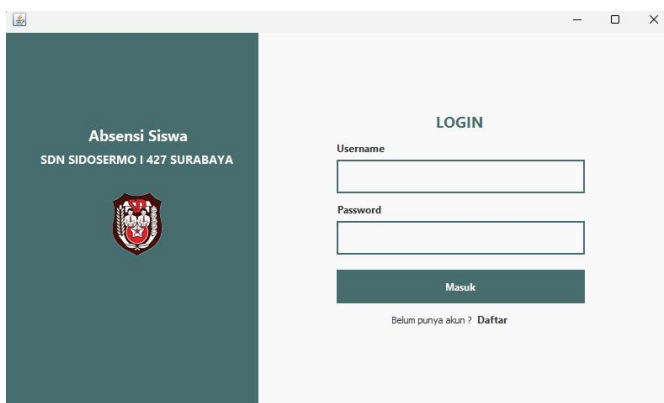 Absensi Siswa
SDN SIDOSERMO I 427 SURABAYA
LOGIN
Username
Password
Masuk
Belum punya akun ? Daftar